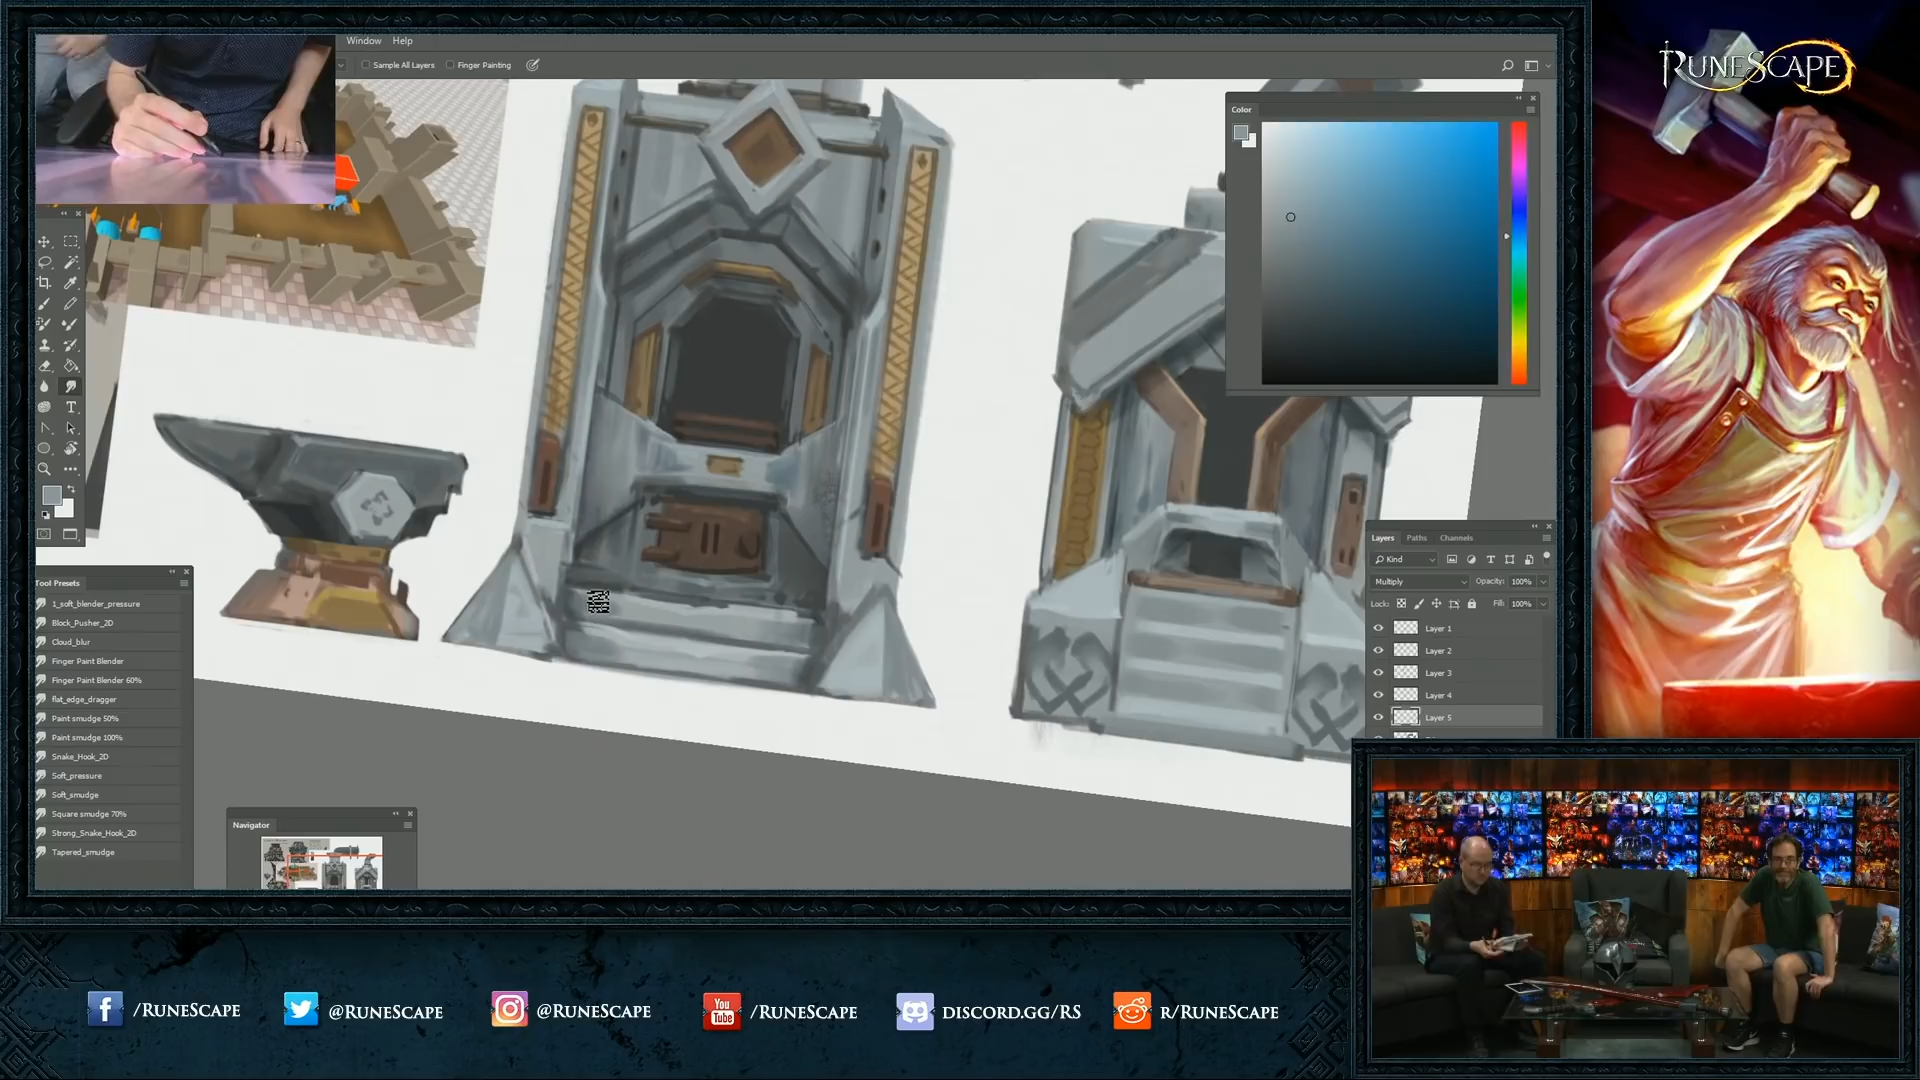 Window Help
Sample All Layers Finger Painting
Color
RUNESCAPE
Tool Presets
1_soft_blender_pressure
Block_Pusher_2D
Cloud_blur
Finger Paint Blender
Finger Paint Blender 60%
flat_edge_dragger
Paint smudge 50%
Paint smudge 100%
Snake_Hook_2D
Soft_pressure
Soft_smudge
Square smudge 70%
Strong_Snake_Hook_2D
Tapered_smudge
Navigator
Layers Paths Channels
Kind
Multiply Opacity: 100%
Lock: Fill: 100%
Layer 1
Layer 2
Layer 3
Layer 4
Layer 5
/RUNESCAPE
@RUNESCAPE
@RUNESCAPE
You Tube
/RUNESCAPE
DISCORD.GG/RS
R/RUNESCAPE